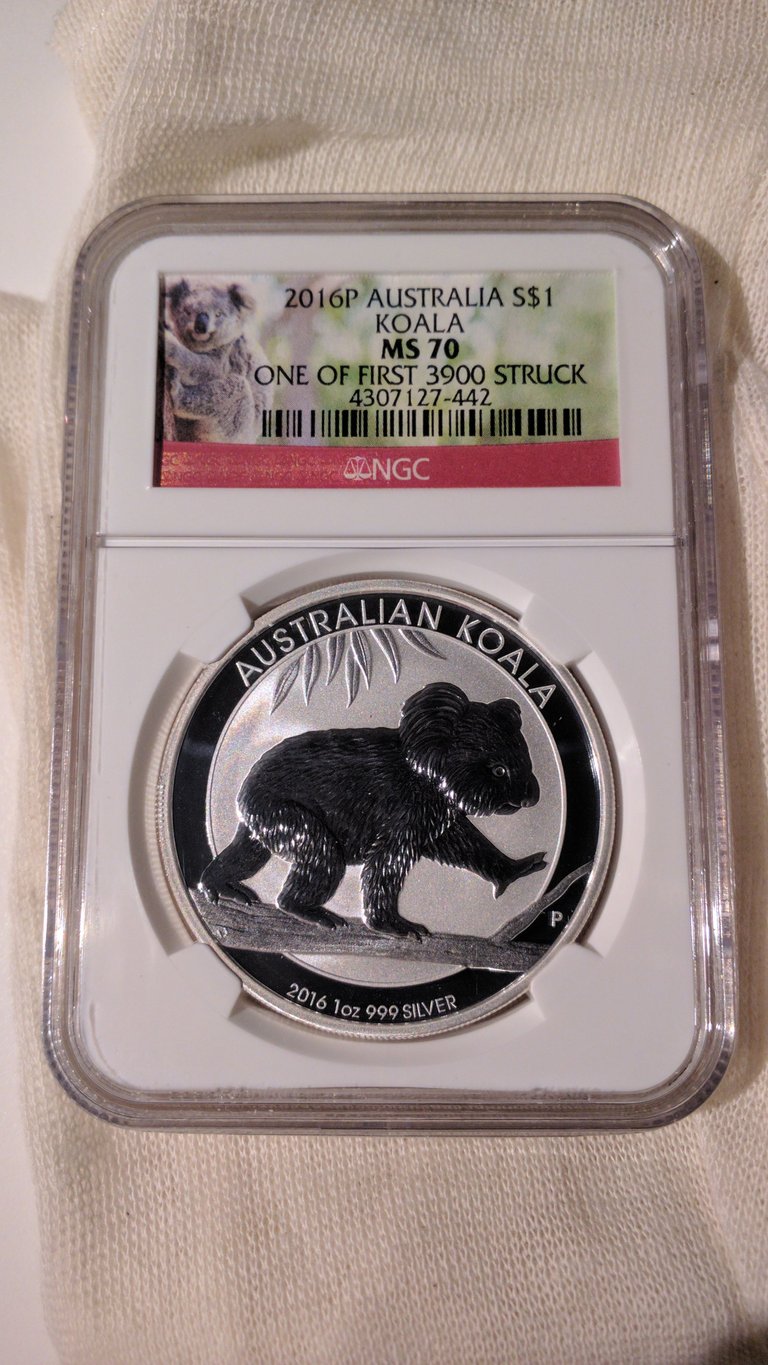 2016P AUSTRALIA S$1
KOALA
MS 70
ONE OF FIRST 3900 STRUCK
4307127-442
NGC
AUSTRALIAN KOALA
P
2016 1oz 999 SILVER